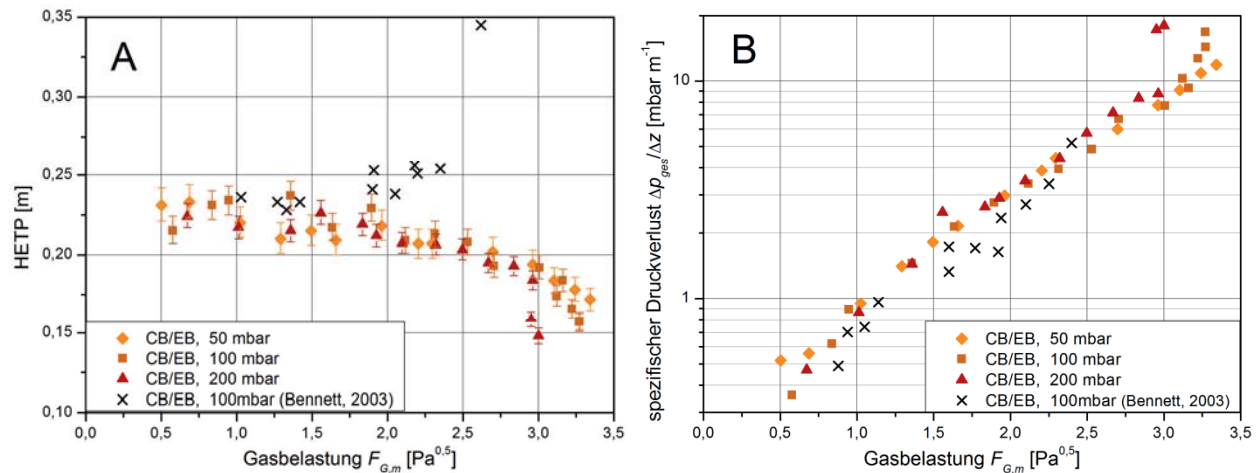 A
HETP [m]
0,35
0,30
0,25
0,20
0,15
0,10
CB/EB, 50 mbar
CB/EB, 100 mbar
CB/EB, 200 mbar
CB/EB, 100mbar (Bennett, 2003)
0,0 0,5 1,0 1,5 2,0 2,5 3,0 3,5
Gasbelastung F_G,m [Pa^0,5]
B
spezifischer Druckverlust Δp_ges/Δz [mbar m⁻¹]
10
1
CB/EB, 50 mbar
CB/EB, 100 mbar
CB/EB, 200 mbar
CB/EB, 100mbar (Bennett, 2003)
0,0 0,5 1,0 1,5 2,0 2,5 3,0 3,5
Gasbelastung F_G,m [Pa^0,5]